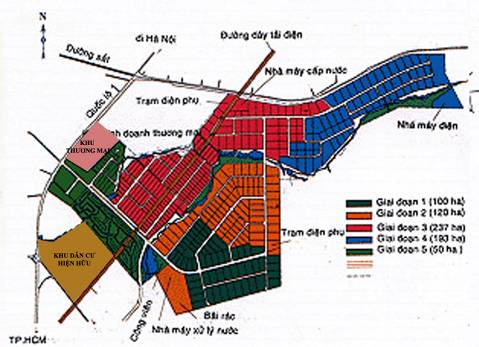 N
đi Hà Nội
Đường dây tải điện
Đường sắt
Nhà máy cấp nước
Quốc lộ 1
Trạm điện phụ
KHU
THƯƠNG MẠI
nh doanh thương mạ
Nhà máy điện
Giai đoạn 1 (100 ha)
Giai đoạn 2 (120 ha)
Giai đoạn 3 (237 ha)
Giai đoạn 4 (193 ha)
Giai đoạn 5 (50 ha)
Trạm điện phụ
KHU DÂN CƯ
HIỆN HỮU
Công viên
Bãi rác
Nhà máy xử lý nước
TP.HCM